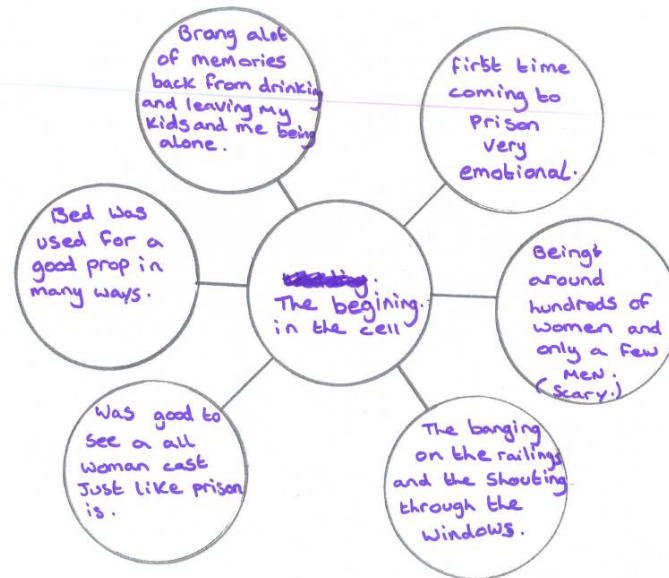 Brang alot
of memories
back from drinking
and leaving my
kids and me being
alone.
first time
coming to
prison
very
emotional.
Bed was
used for a
good prop in
many ways.
The begining.
in the cell
Being
around
hundreds of
women and
only a few
men.
(scary.)
Was good to
see a all
woman cast
Just like prison
is.
The banging
on the railings
and the shouting
through the
windows.